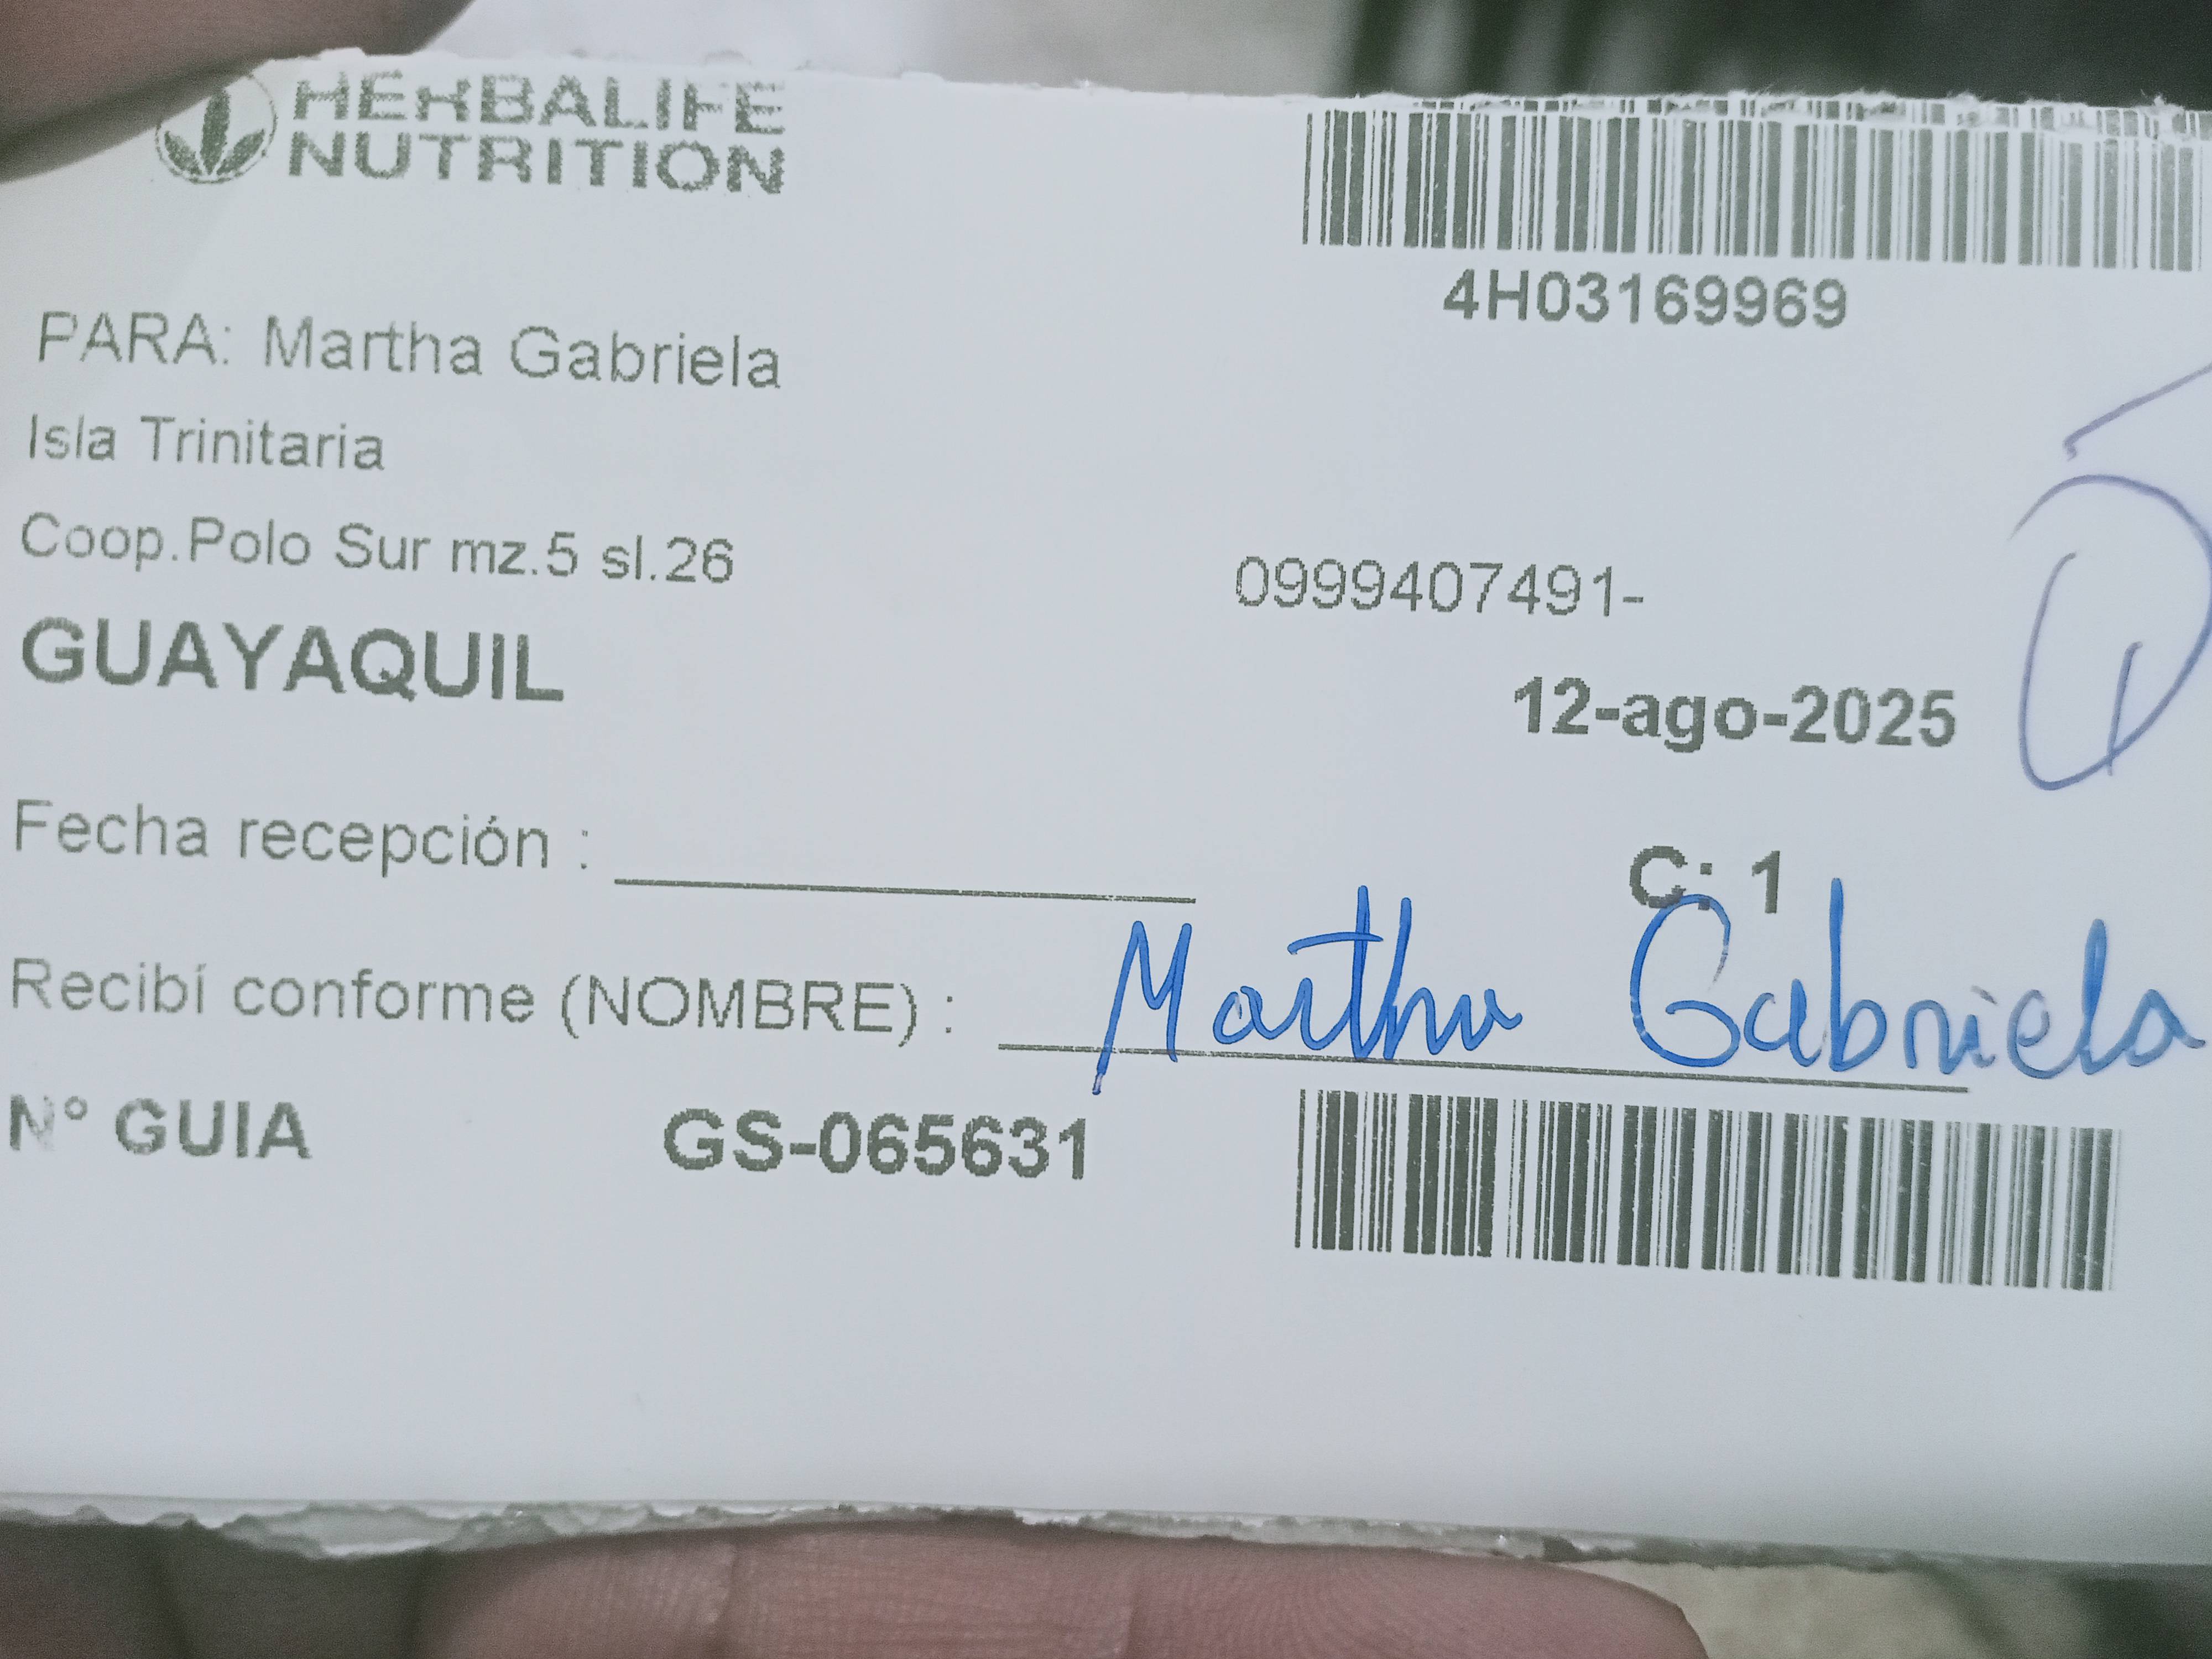 HERBALIFE
NUTRITION
4H03169969
PARA: Martha Gabriela
Isla Trinitaria
Coop.Polo Sur mz.5 sl.26
0999407491-
GUAYAQUIL
12-ago-2025
Fecha recepción :
C: 1
Recibí conforme (NOMBRE) : Martha Gabriela
Nº GUIA GS-065631